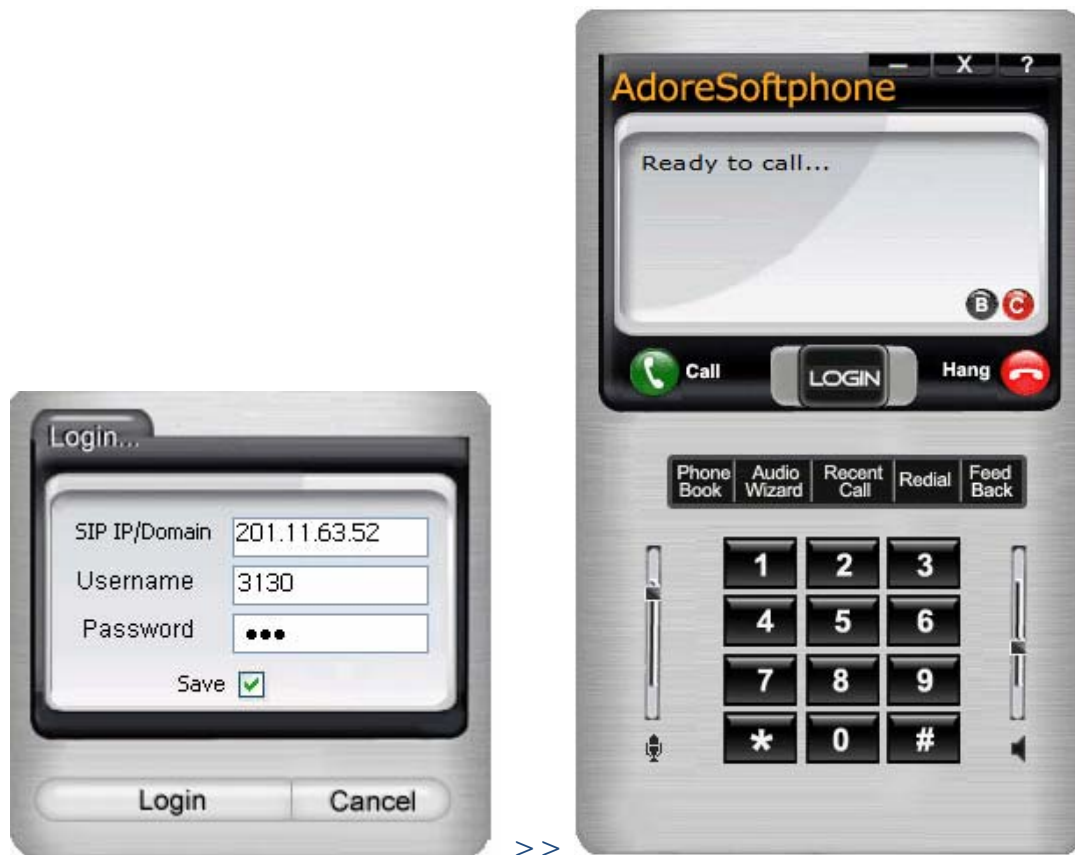 Login...
SIP IP/Domain 201.11.63.52
Username 3130
Password •••
Save
Login Cancel
>>
— X ?
AdoreSoftphone
Ready to call...
B C
Call LOGIN Hang
Phone Book Audio Wizard Recent Call Redial Feed Back
1 2 3
4 5 6
7 8 9
* 0 #